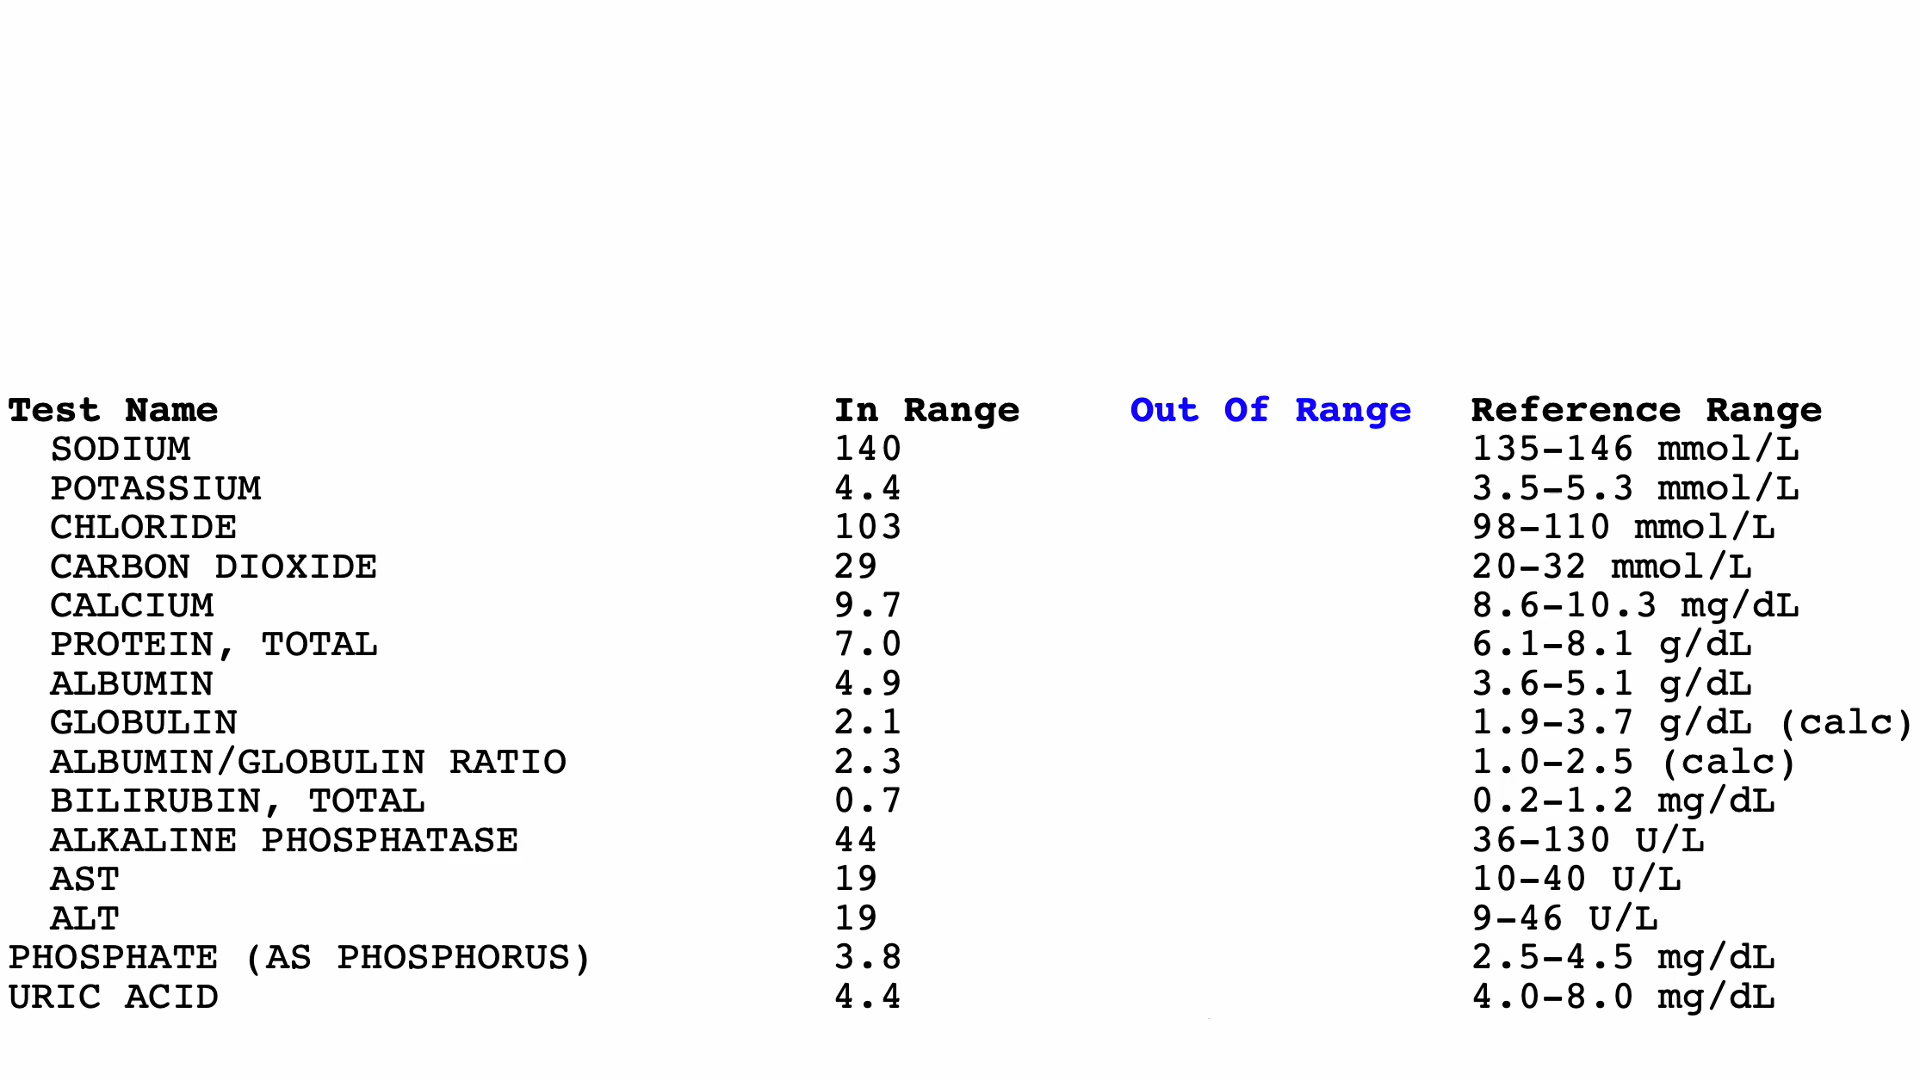 Test Name In Range Out Of Range Reference Range
SODIUM 140 135-146 mmol/L
POTASSIUM 4.4 3.5-5.3 mmol/L
CHLORIDE 103 98-110 mmol/L
CARBON DIOXIDE 29 20-32 mmol/L
CALCIUM 9.7 8.6-10.3 mg/dL
PROTEIN, TOTAL 7.0 6.1-8.1 g/dL
ALBUMIN 4.9 3.6-5.1 g/dL
GLOBULIN 2.1 1.9-3.7 g/dL (calc)
ALBUMIN/GLOBULIN RATIO 2.3 1.0-2.5 (calc)
BILIRUBIN, TOTAL 0.7 0.2-1.2 mg/dL
ALKALINE PHOSPHATASE 44 36-130 U/L
AST 19 10-40 U/L
ALT 19 9-46 U/L
PHOSPHATE (AS PHOSPHORUS) 3.8 2.5-4.5 mg/dL
URIC ACID 4.4 4.0-8.0 mg/dL